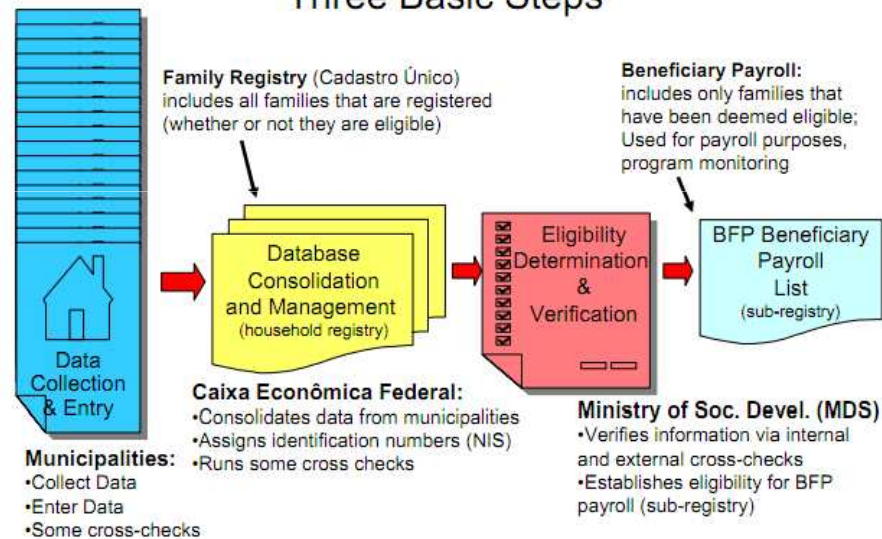 Three Basic Steps
Family Registry (Cadastro Único)
includes all families that are registered
(whether or not they are eligible)
Beneficiary Payroll:
includes only families that
have been deemed eligible;
Used for payroll purposes,
program monitoring
Data
Collection
& Entry
Database
Consolidation
and Management
(household registry)
Eligibility
Determination
&
Verification
BFP Beneficiary
Payroll
List
(sub-registry)
Municipalities:
•Collect Data
•Enter Data
•Some cross-checks
Caixa Econômica Federal:
•Consolidates data from municipalities
•Assigns identification numbers (NIS)
•Runs some cross checks
Ministry of Soc. Devel. (MDS)
•Verifies information via internal
and external cross-checks
•Establishes eligibility for BFP
payroll (sub-registry)